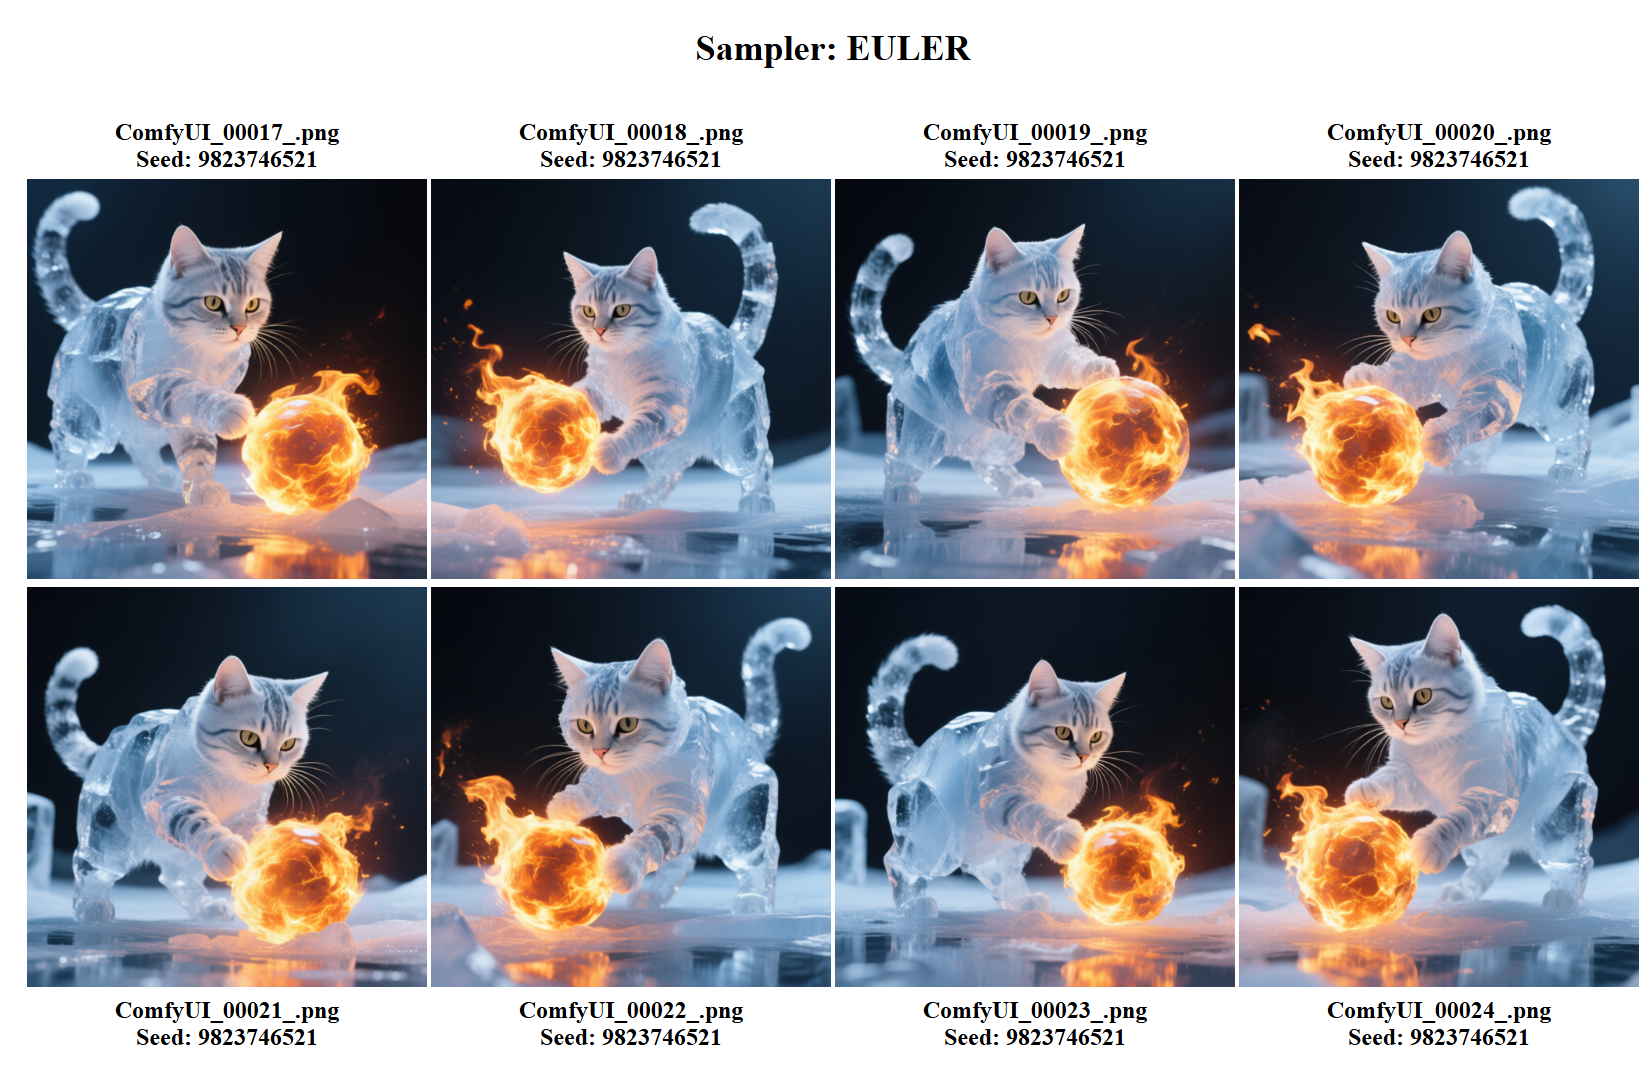 Sampler: EULER
ComfyUI_00017_.png
Seed: 9823746521
ComfyUI_00018_.png
Seed: 9823746521
ComfyUI_00019_.png
Seed: 9823746521
ComfyUI_00020_.png
Seed: 9823746521
ComfyUI_00021_.png
Seed: 9823746521
ComfyUI_00022_.png
Seed: 9823746521
ComfyUI_00023_.png
Seed: 9823746521
ComfyUI_00024_.png
Seed: 9823746521